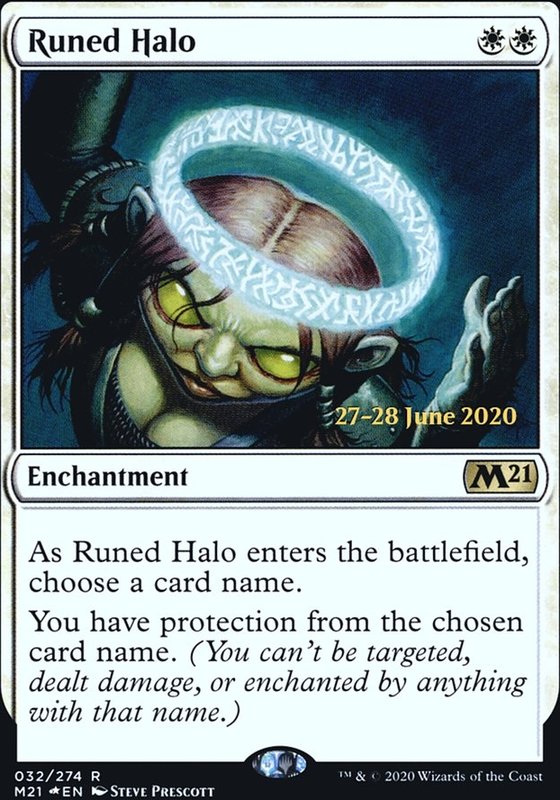 Runed Halo
27–28 June 2020
Enchantment
M21
As Runed Halo enters the battlefield,
choose a card name.
You have protection from the chosen
card name. (You can't be targeted,
dealt damage, or enchanted by anything
with that name.)
032/274 R
M21 ★ EN Steve Prescott
™ & © 2020 Wizards of the Coast